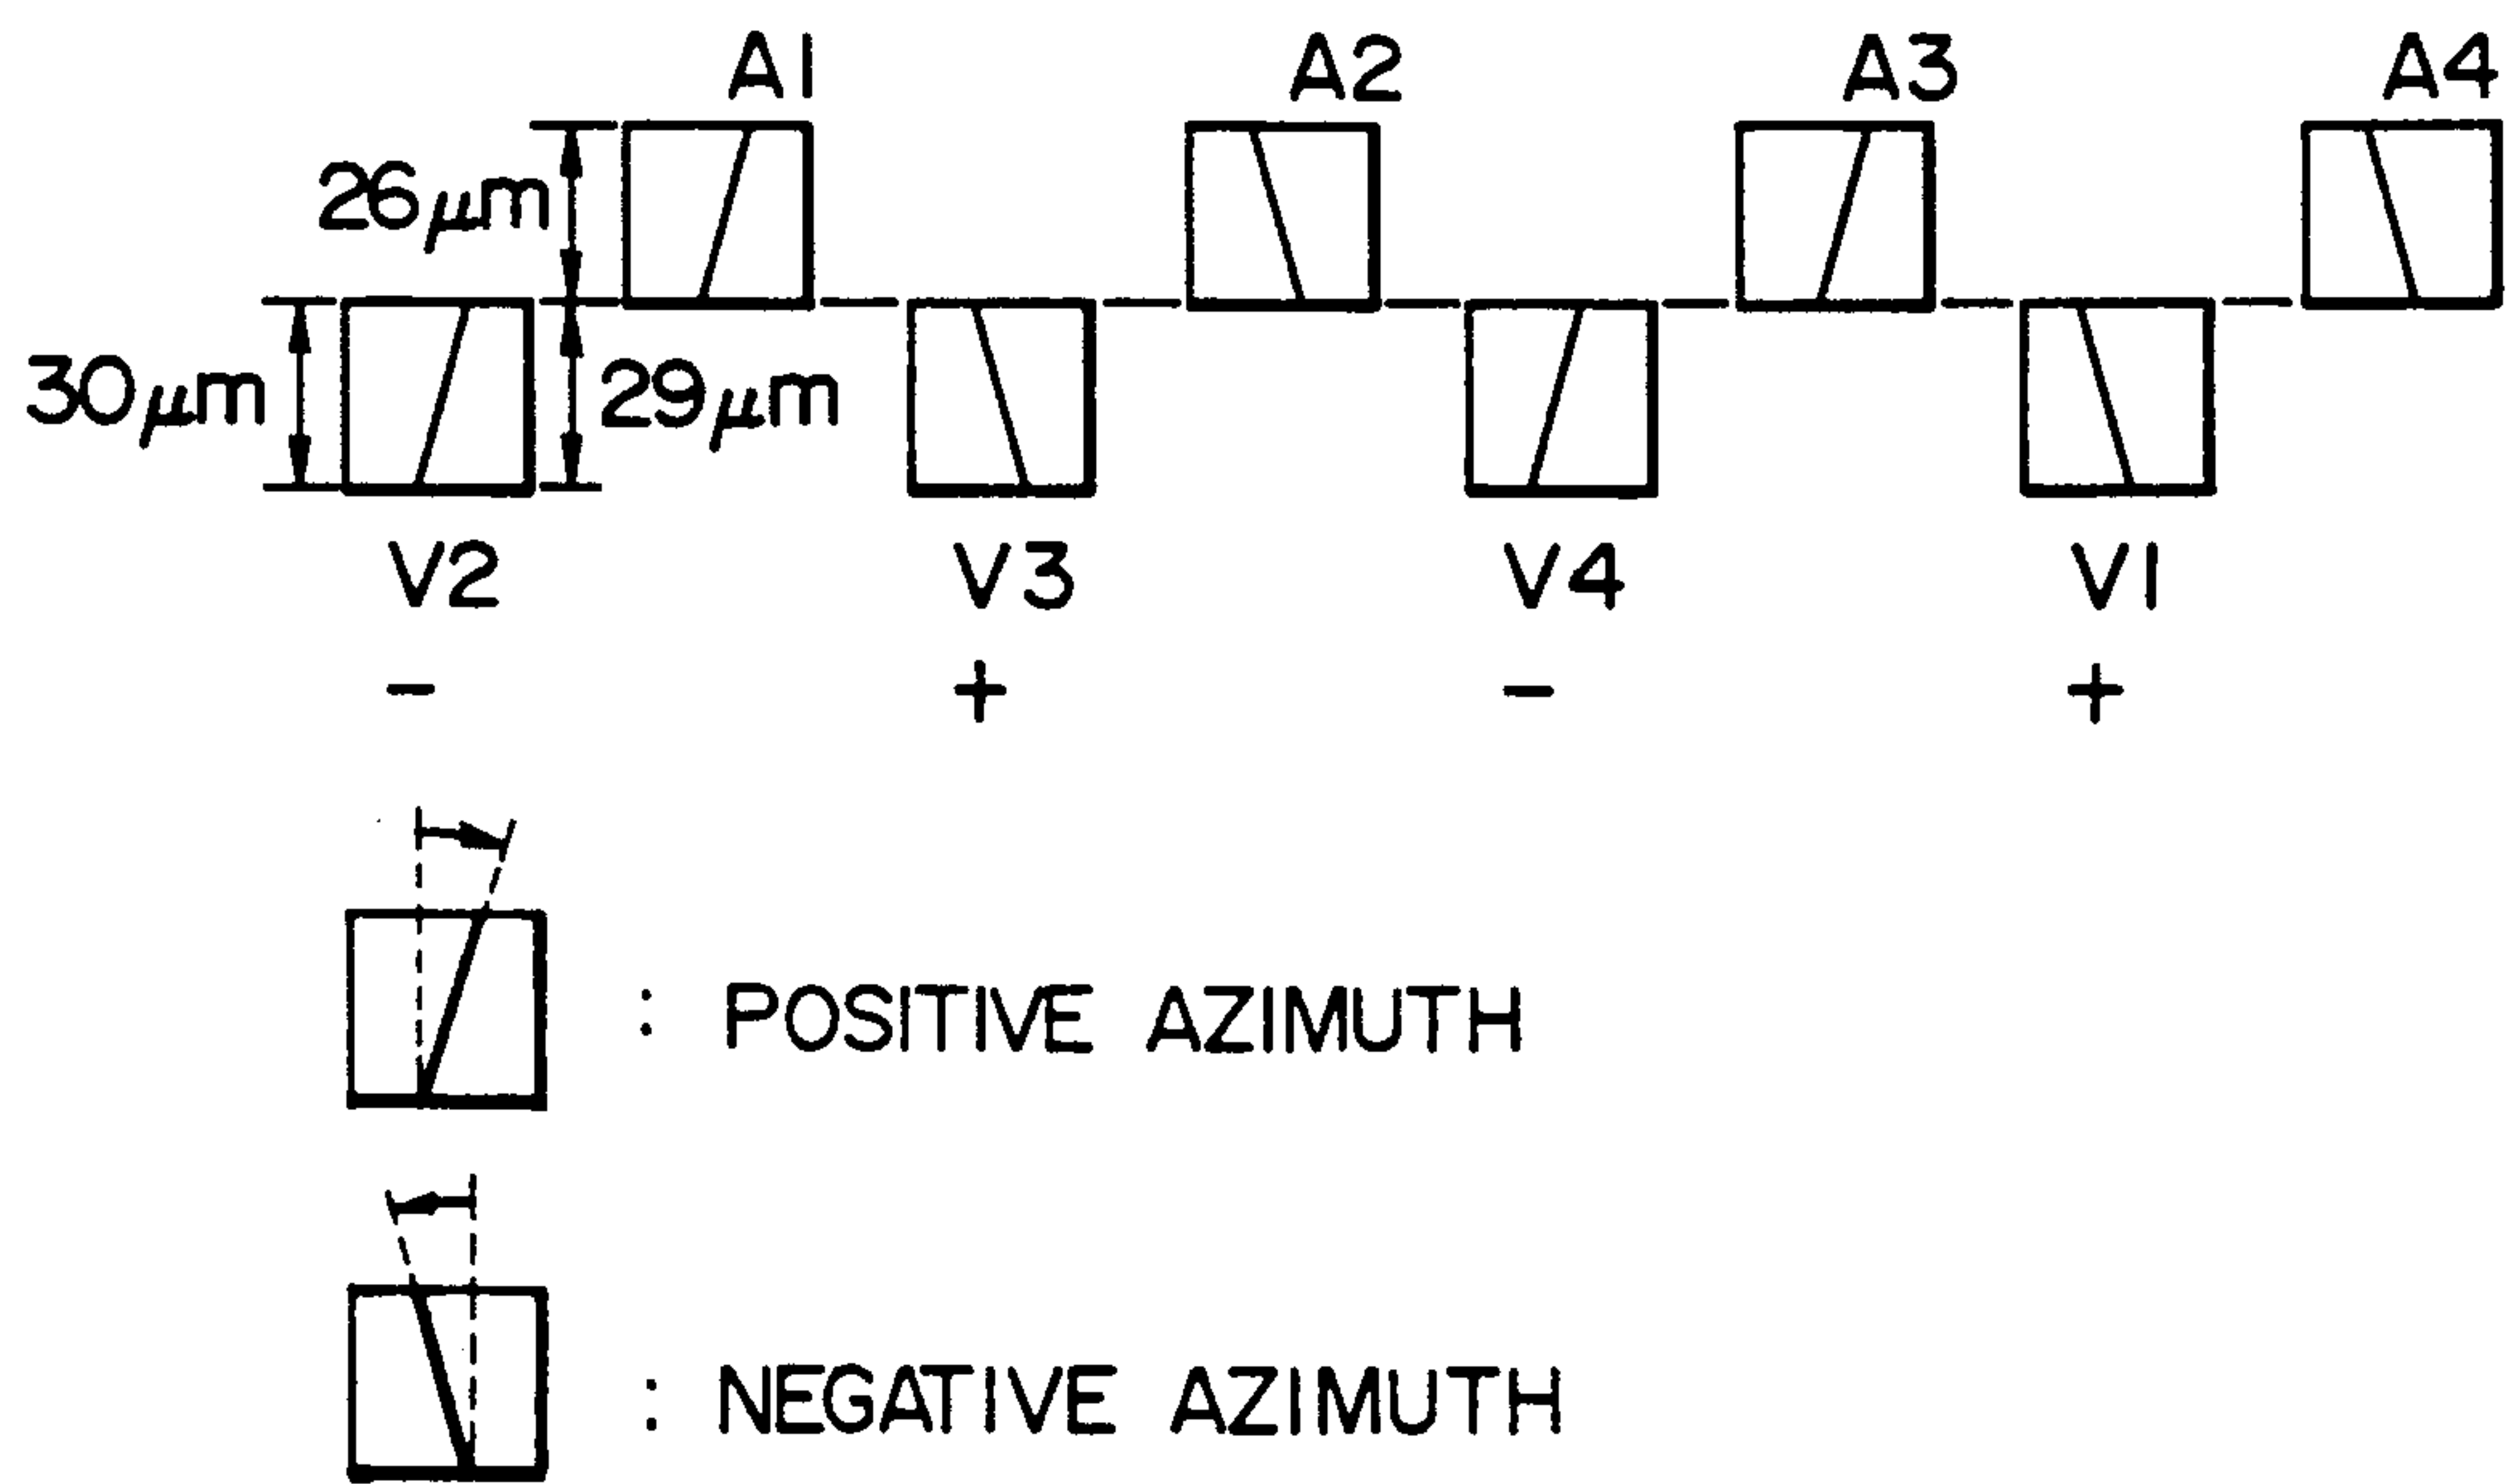 A1 A2 A3 A4
26μm
30μm 29μm
V2 V3 V4 V1
- + - +
: POSITIVE AZIMUTH
: NEGATIVE AZIMUTH